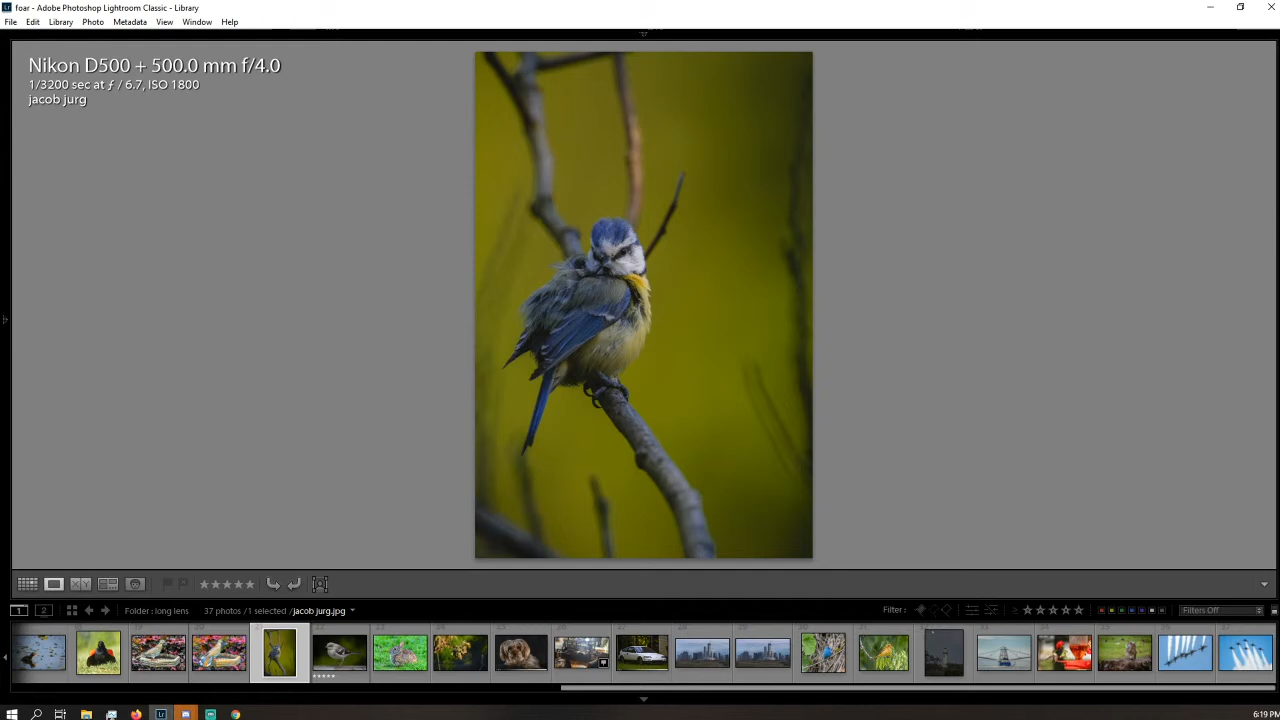 foar - Adobe Photoshop Lightroom Classic - Library
File Edit Library Photo Metadata View Window Help
Nikon D500 + 500.0 mm f/4.0
1/3200 sec at ƒ / 6.7, ISO 1800
jacob jurg
1 2 Folder : long lens 37 photos / 1 selected / jacob jurg.jpg Filter : Filters Off
6:19 PM